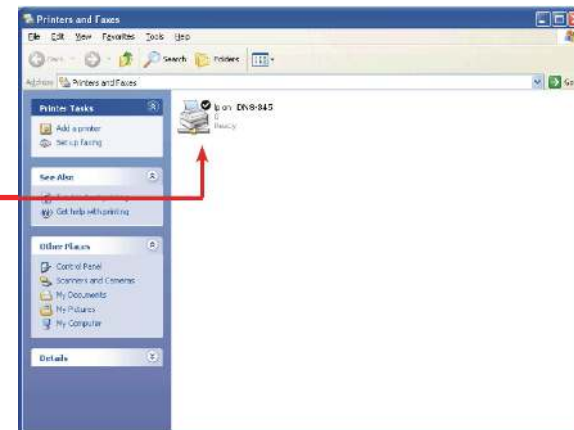 Printers and Faxes
File Edit View Favorites Tools Help
Search Folders
Address Printers and Faxes Go
Printer Tasks
Add a printer
Set up faxing
See Also
Get help with printing
Other Places
Control Panel
Scanners and Cameras
My Documents
My Pictures
My Computer
Details
lp on DNS-345
0
Ready